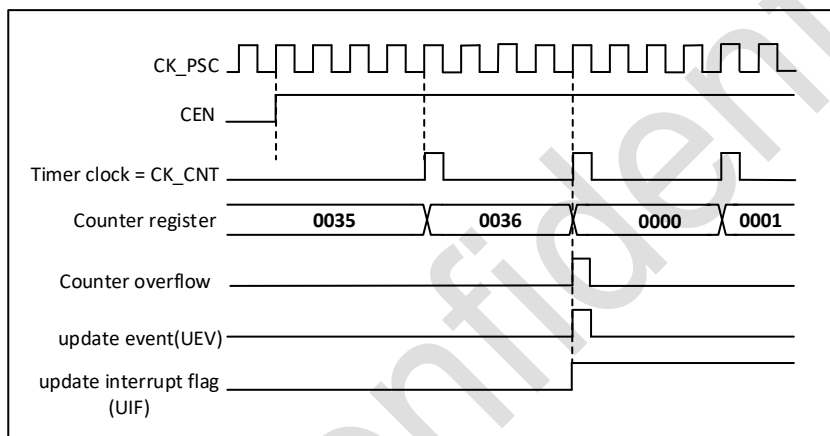 CK_PSC
CEN
Timer clock = CK_CNT
Counter register
0035
0036
0000
0001
Counter overflow
update event(UEV)
update interrupt flag
(UIF)